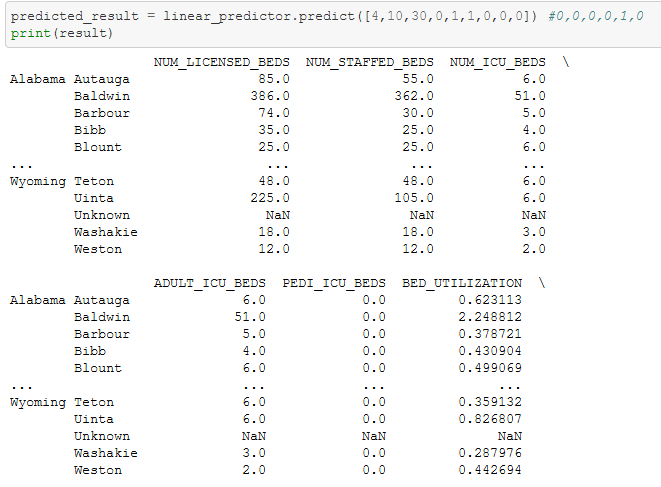 predicted_result = linear_predictor.predict([4,10,30,0,1,1,0,0,0]) #0,0,0,0,1,0
print(result)
NUM_LICENSED_BEDS NUM_STAFFED_BEDS NUM_ICU_BEDS \
Alabama Autauga 85.0 55.0 6.0
Baldwin 386.0 362.0 51.0
Barbour 74.0 30.0 5.0
Bibb 35.0 25.0 4.0
Blount 25.0 25.0 6.0
... ... ... ...
Wyoming Teton 48.0 48.0 6.0
Uinta 225.0 105.0 6.0
Unknown NaN NaN NaN
Washakie 18.0 18.0 3.0
Weston 12.0 12.0 2.0
ADULT_ICU_BEDS PEDI_ICU_BEDS BED_UTILIZATION \
Alabama Autauga 6.0 0.0 0.623113
Baldwin 51.0 0.0 2.248812
Barbour 5.0 0.0 0.378721
Bibb 4.0 0.0 0.430904
Blount 6.0 0.0 0.499069
... ... ... ...
Wyoming Teton 6.0 0.0 0.359132
Uinta 6.0 0.0 0.826807
Unknown NaN NaN NaN
Washakie 3.0 0.0 0.287976
Weston 2.0 0.0 0.442694